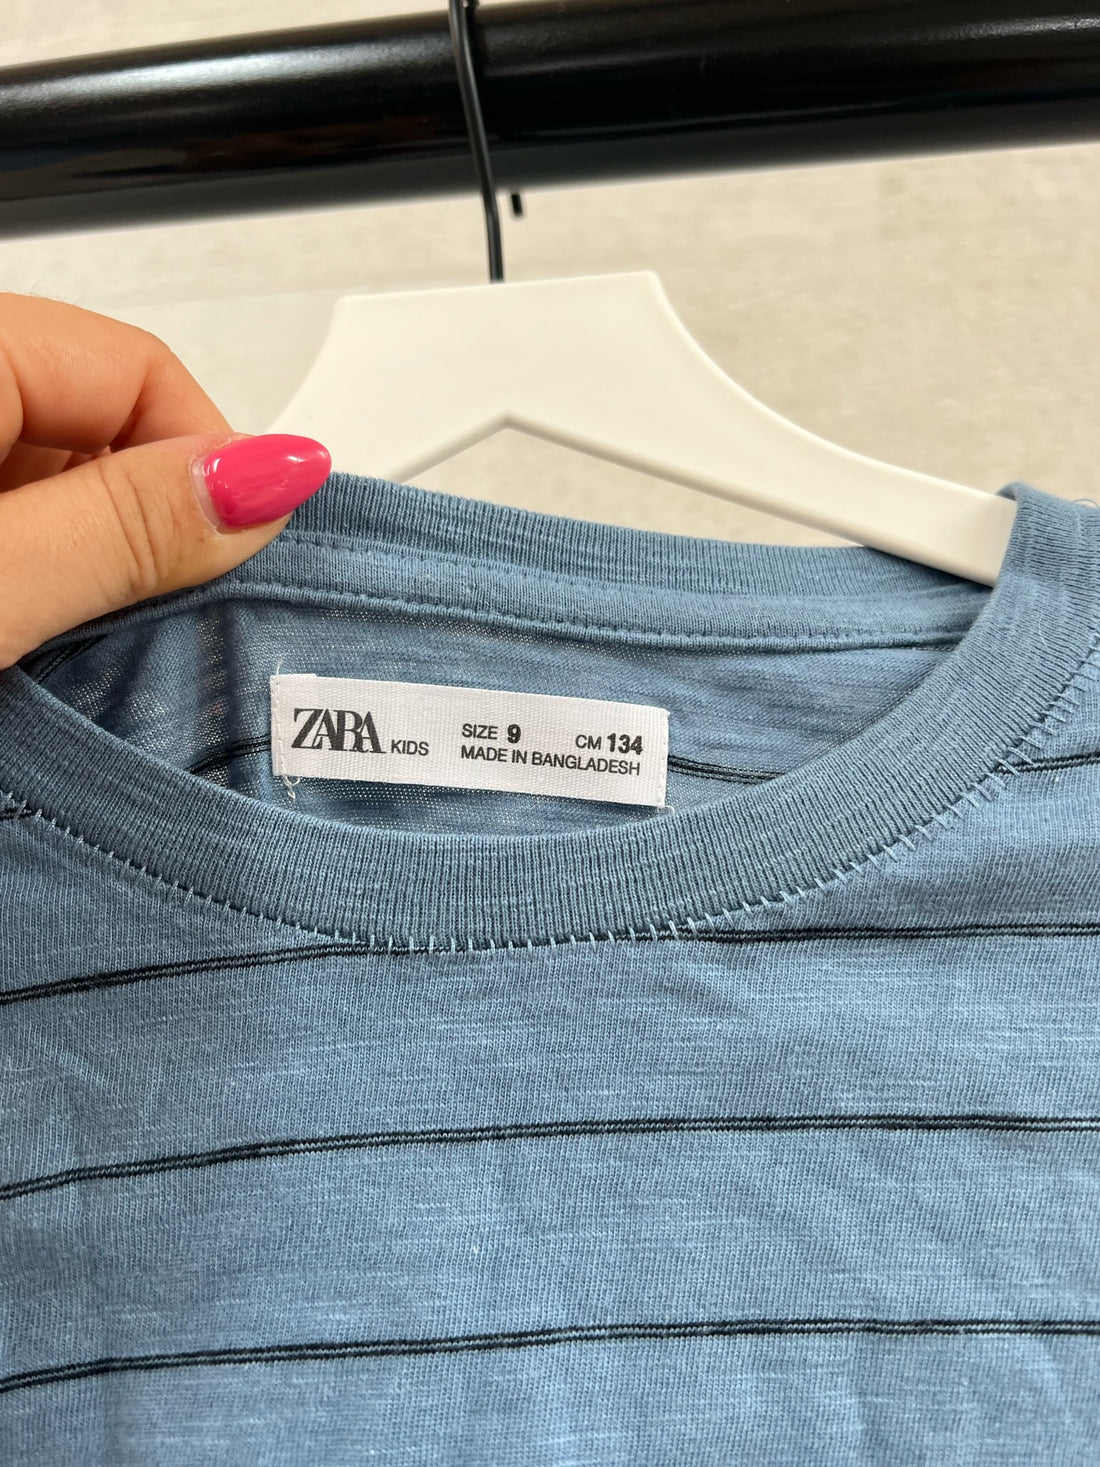 ZARA KIDS
SIZE 9 CM 134
MADE IN BANGLADESH